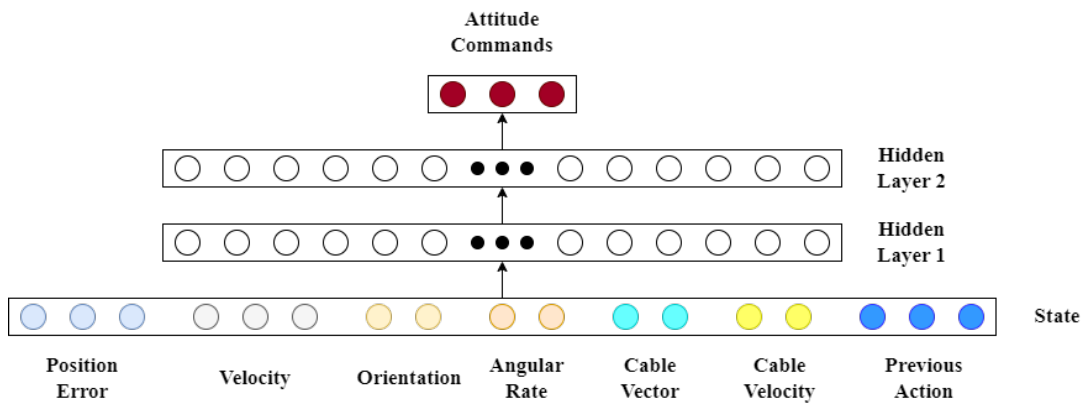 Attitude
Commands
Hidden
Layer 2
Hidden
Layer 1
State
Position
Error
Velocity
Orientation
Angular
Rate
Cable
Vector
Cable
Velocity
Previous
Action